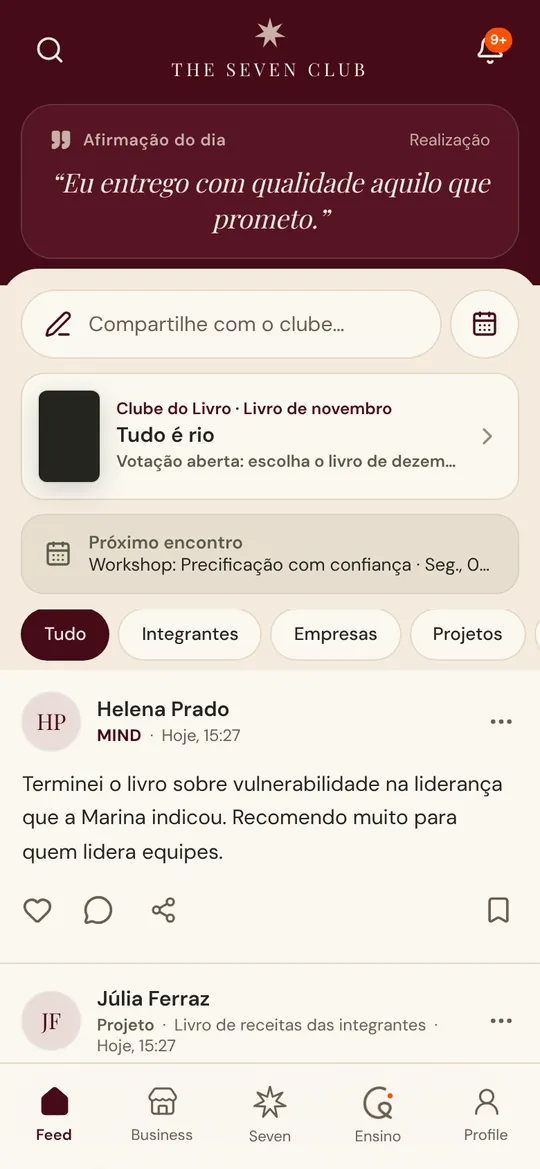 THE SEVEN CLUB
9+
Afirmação do dia
Realização
“Eu entrego com qualidade aquilo que
prometo.”
Compartilhe com o clube...
Clube do Livro · Livro de novembro
Tudo é rio
Votação aberta: escolha o livro de dezem...
Próximo encontro
Workshop: Precificação com confiança · Seg., 0...
Tudo
Integrantes
Empresas
Projetos
HP
Helena Prado
MIND · Hoje, 15:27
Terminei o livro sobre vulnerabilidade na liderança
que a Marina indicou. Recomendo muito para
quem lidera equipes.
JF
Júlia Ferraz
Projeto · Livro de receitas das integrantes ·
Hoje, 15:27
Feed
Business
Seven
Ensino
Profile